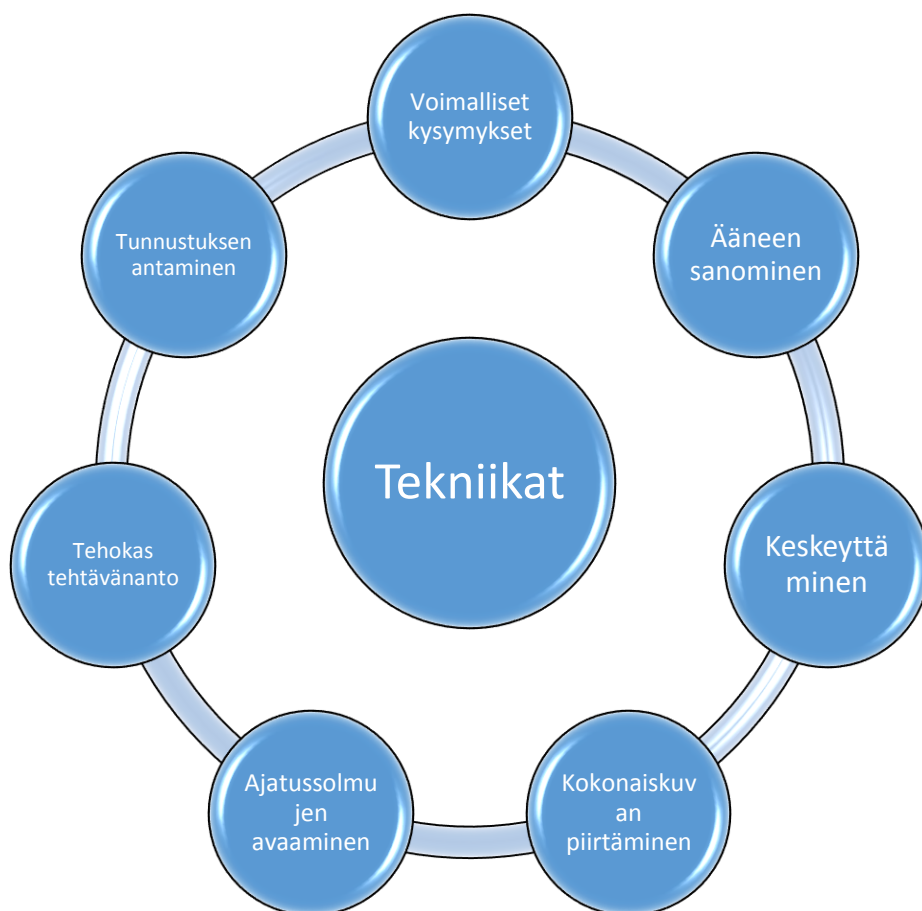 Voimalliset
kysymykset
Ääneen
sanominen
Keskeyttä
minen
Kokonaiskuv
an
piirtäminen
Ajatussolmu
jen
avaaminen
Tehokas
tehtävänanto
Tunnustuksen
antaminen
Tekniikat